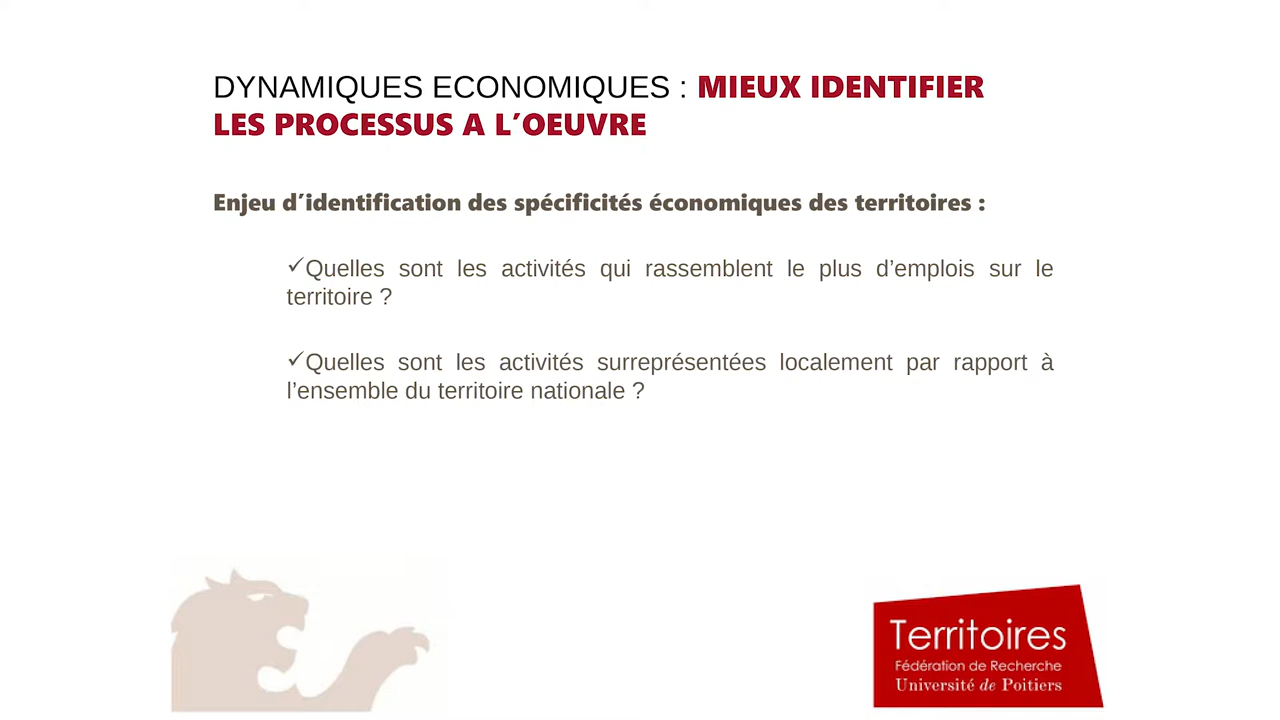 DYNAMIQUES ECONOMIQUES : MIEUX IDENTIFIER
LES PROCESSUS A L’OEUVRE
Enjeu d’identification des spécificités économiques des territoires :
✓Quelles sont les activités qui rassemblent le plus d’emplois sur le
territoire ?
✓Quelles sont les activités surreprésentées localement par rapport à
l’ensemble du territoire nationale ?
Territoires
Fédération de Recherche
Université de Poitiers